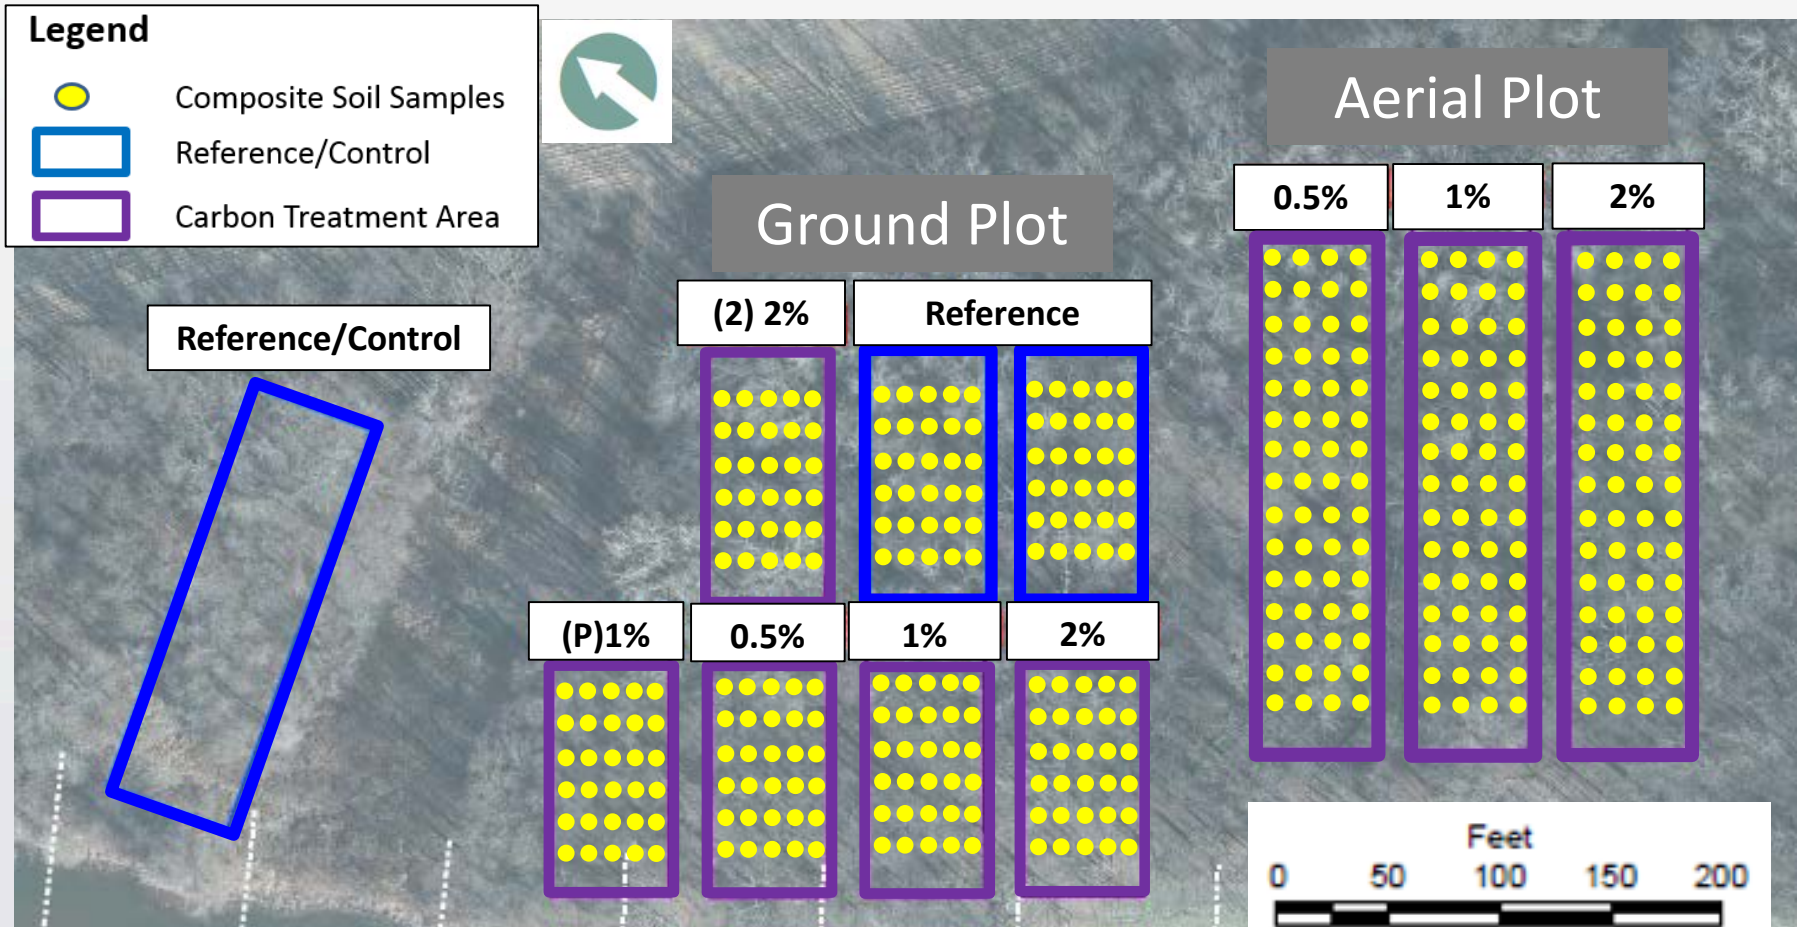 Legend
Composite Soil Samples
Reference/Control
Carbon Treatment Area
Aerial Plot
0.5% 1% 2%
Ground Plot
(2) 2% Reference
Reference/Control
(P)1% 0.5% 1% 2%
Feet
0 50 100 150 200